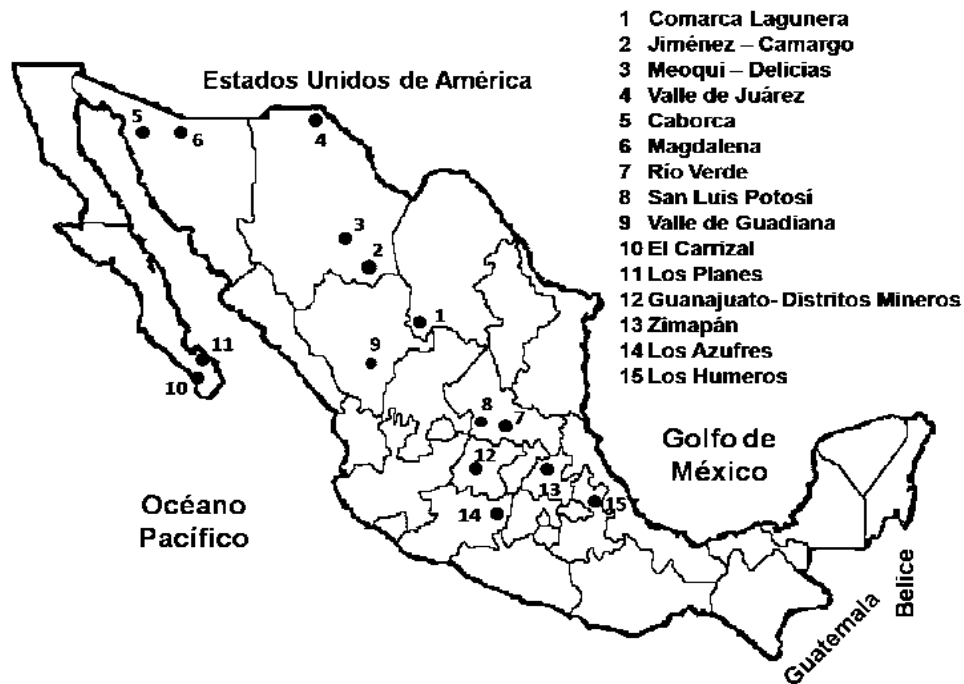 1 Comarca Lagunera
2 Jiménez – Camargo
3 Meoqui – Delicias
4 Valle de Juárez
5 Caborca
6 Magdalena
7 Río Verde
8 San Luis Potosí
9 Valle de Guadiana
10 El Carrizal
11 Los Planes
12 Guanajuato- Distritos Mineros
13 Zimapán
14 Los Azufres
15 Los Humeros
Estados Unidos de América
5
6
4
3
2
1
9
11
10
8
7
12
13
14
15
Golfo de
México
Océano
Pacífico
Belice
Guatemala